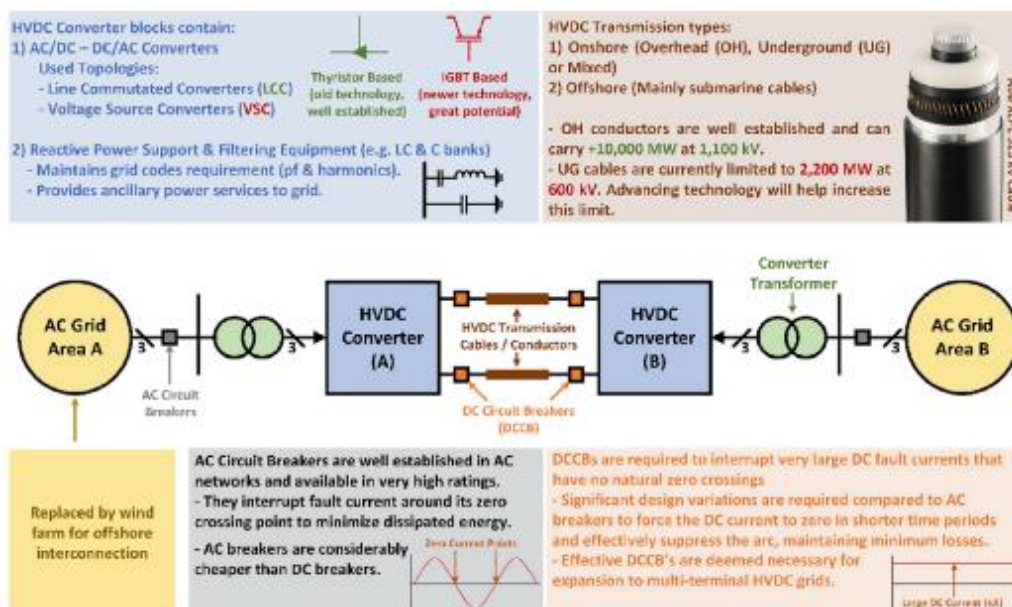 HVDC Converter blocks contain:
1) AC/DC – DC/AC Converters
Used Topologies:
- Line Commutated Converters (LCC)
- Voltage Source Converters (VSC)
Thyristor Based
(old technology,
well established)
IGBT Based
(newer technology,
great potential)
2) Reactive Power Support & Filtering Equipment (e.g. LC & C banks)
- Maintains grid codes requirement (pf & harmonics).
- Provides ancillary power services to grid.
HVDC Transmission types:
1) Onshore (Overhead (OH), Underground (UG)
or Mixed)
2) Offshore (Mainly submarine cables)
- OH conductors are well established and can
carry +10,000 MW at 1,100 kV.
- UG cables are currently limited to 2,200 MW at
600 kV. Advancing technology will help increase
this limit.
AC Grid
Area A
3
AC Circuit
Breakers
3
HVDC
Converter
(A)
HVDC Transmission
Cables / Conductors
DC Circuit Breakers
(DCCB)
HVDC
Converter
(B)
3
Converter
Transformer
3
AC Grid
Area B
Replaced by wind
farm for offshore
interconnection
AC Circuit Breakers are well established in AC
networks and available in very high ratings.
- They interrupt fault current around its zero
crossing point to minimize dissipated energy.
- AC breakers are considerably
cheaper than DC breakers.
Zero Current Points
DCCBs are required to interrupt very large DC fault currents that
have no natural zero crossings
- Significant design variations are required compared to AC
breakers to force the DC current to zero in shorter time periods
and effectively suppress the arc, maintaining minimum losses.
- Effective DCCB's are deemed necessary for
expansion to multi-terminal HVDC grids.
Large DC Current (kA)